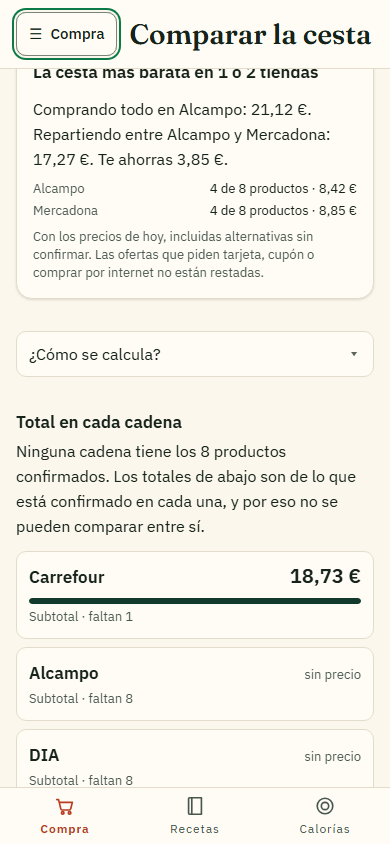 ☰ Compra
Comparar la cesta
La cesta más barata en 1 o 2 tiendas
Comprando todo en Alcampo: 21,12 €.
Repartiendo entre Alcampo y Mercadona:
17,27 €. Te ahorras 3,85 €.
Alcampo 4 de 8 productos · 8,42 €
Mercadona 4 de 8 productos · 8,85 €
Con los precios de hoy, incluidas alternativas sin
confirmar. Las ofertas que piden tarjeta, cupón o
comprar por internet no están restadas.
¿Cómo se calcula?
Total en cada cadena
Ninguna cadena tiene los 8 productos
confirmados. Los totales de abajo son de lo que
está confirmado en cada una, y por eso no se
pueden comparar entre sí.
Carrefour 18,73 €
Subtotal · faltan 1
Alcampo sin precio
Subtotal · faltan 8
DIA sin precio
Subtotal · faltan 8
Compra Recetas Calorías